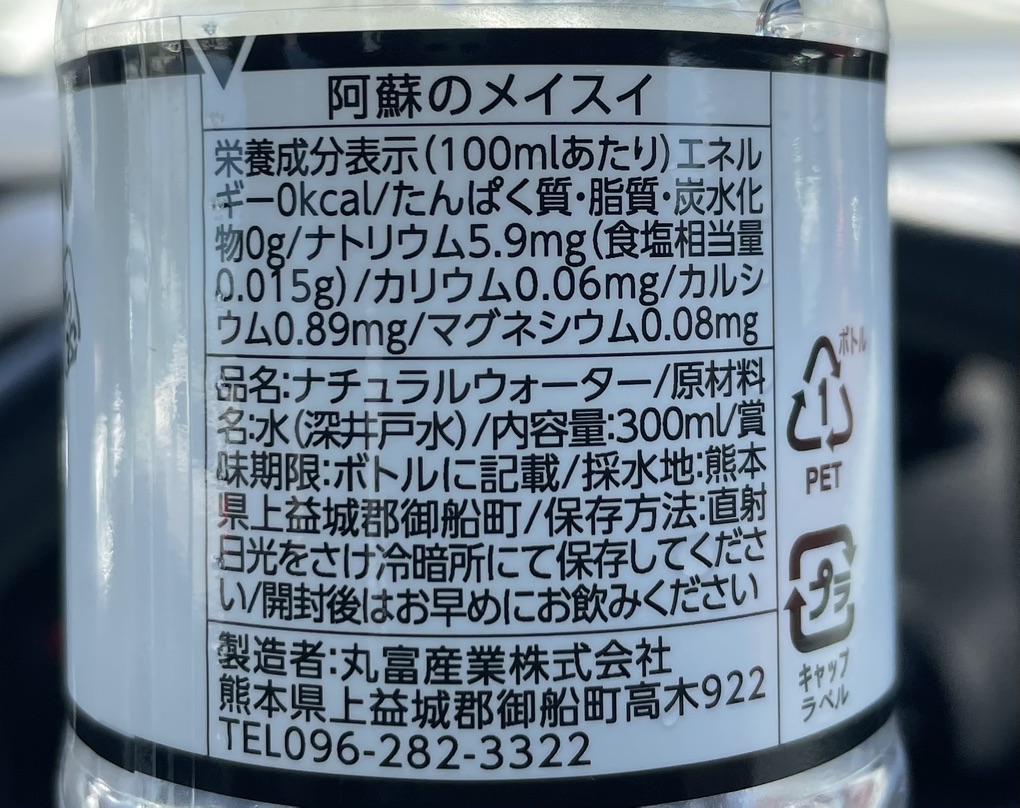 阿蘇のメイスイ
栄養成分表示(100mlあたり)エネル
ギー0kcal/たんぱく質・脂質・炭水化
物0g/ナトリウム5.9mg(食塩相当量
0.015g)/カリウム0.06mg/カルシ
ウム0.89mg/マグネシウム0.08mg
品名:ナチュラルウォーター/原材料
名:水(深井戸水)/内容量:300ml/賞
味期限:ボトルに記載/採水地:熊本
県上益城郡御船町/保存方法:直射
日光をさけ冷暗所にて保存してくださ
い/開封後はお早めにお飲みください
製造者:丸富産業株式会社
熊本県上益城郡御船町高木922
TEL096-282-3322
ボトル
1
PET
プラ
キャップ
ラベル